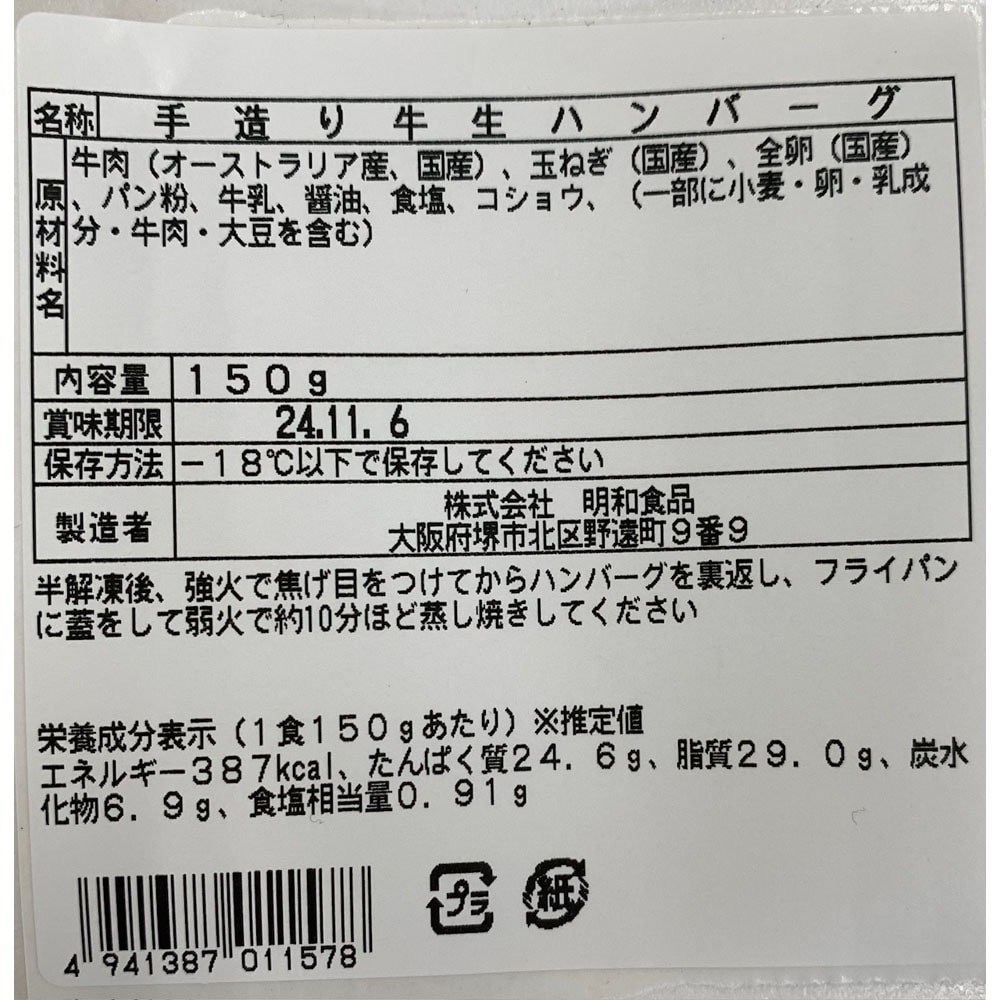 名称 手造り牛生ハンバーグ
原材料名
牛肉（オーストラリア産、国産）、玉ねぎ（国産）、全卵（国産）
、パン粉、牛乳、醤油、食塩、コショウ、（一部に小麦・卵・乳成
分・牛肉・大豆を含む）
内容量 １５０ｇ
賞味期限 24.11. 6
保存方法 －１８℃以下で保存してください
製造者 株式会社 明和食品
大阪府堺市北区野遠町９番９
半解凍後、強火で焦げ目をつけてからハンバーグを裏返し、フライパン
に蓋をして弱火で約10分ほど蒸し焼きしてください
栄養成分表示（１食１５０ｇあたり）※推定値
エネルギー３８７kcal、たんぱく質２４．６ｇ、脂質２９．０ｇ、炭水
化物６．９ｇ、食塩相当量０．９１ｇ
プラ 紙
4 941387 011578